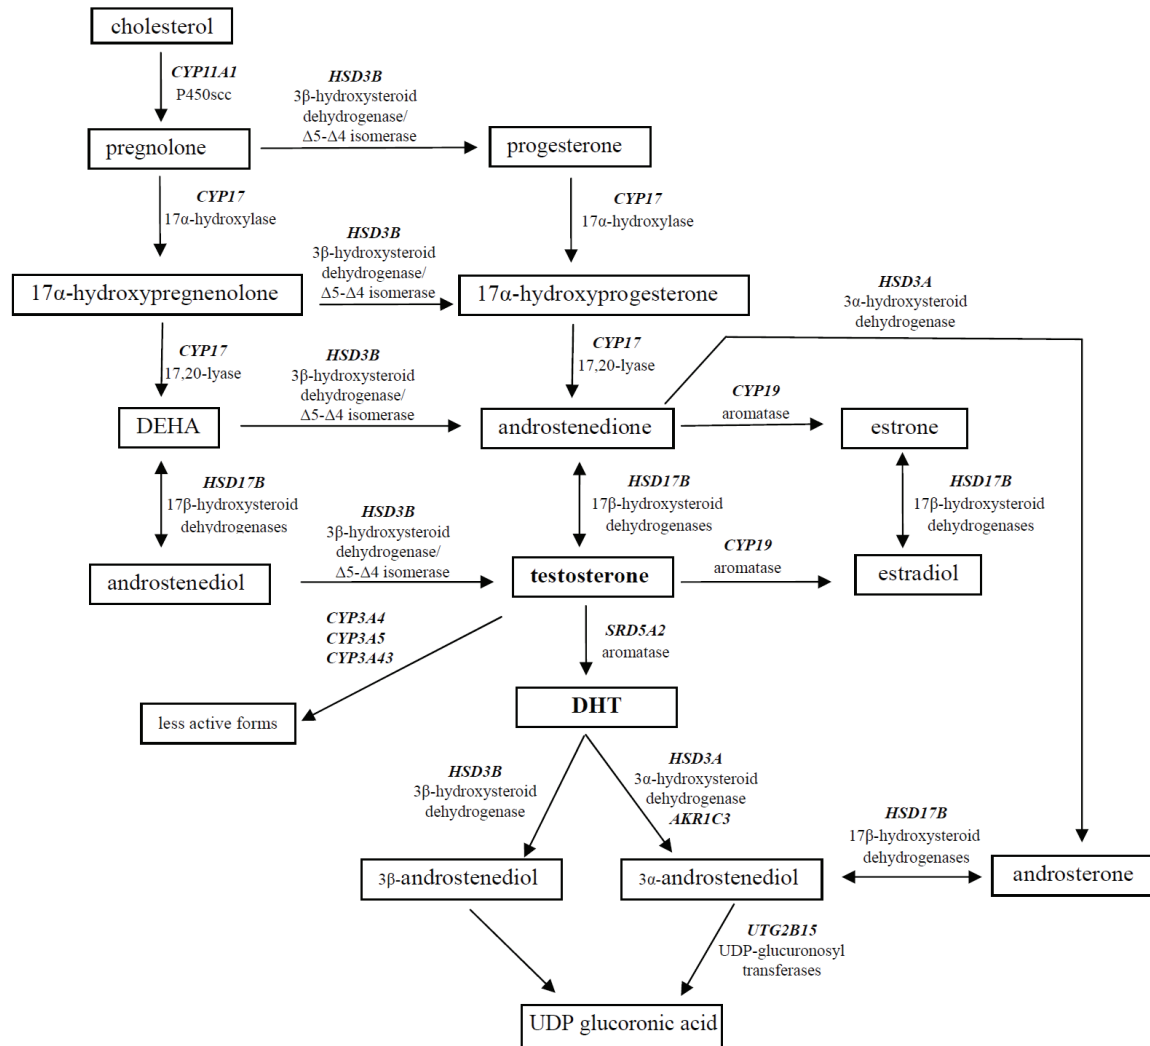 cholesterol
CYP11A1
P450scc
HSD3B
3β-hydroxysteroid
dehydrogenase/
Δ5-Δ4 isomerase
pregnolone
progesterone
CYP17
17α-hydroxylase
CYP17
17α-hydroxylase
HSD3B
3β-hydroxysteroid
dehydrogenase/
Δ5-Δ4 isomerase
17α-hydroxypregnenolone
17α-hydroxyprogesterone
HSD3A
3α-hydroxysteroid
dehydrogenase
CYP17
17,20-lyase
HSD3B
3β-hydroxysteroid
dehydrogenase/
Δ5-Δ4 isomerase
CYP17
17,20-lyase
CYP19
aromatase
DEHA
androstenedione
estrone
HSD17B
17β-hydroxysteroid
dehydrogenases
HSD3B
3β-hydroxysteroid
dehydrogenase/
Δ5-Δ4 isomerase
HSD17B
17β-hydroxysteroid
dehydrogenases
CYP19
aromatase
HSD17B
17β-hydroxysteroid
dehydrogenases
androstenediol
testosterone
estradiol
CYP3A4
CYP3A5
CYP3A43
SRD5A2
aromatase
less active forms
DHT
HSD3B
3β-hydroxysteroid
dehydrogenase
HSD3A
3α-hydroxysteroid
dehydrogenase
AKR1C3
HSD17B
17β-hydroxysteroid
dehydrogenases
3β-androstenediol
3α-androstenediol
androsterone
UTG2B15
UDP-glucuronosyl
transferases
UDP glucoronic acid